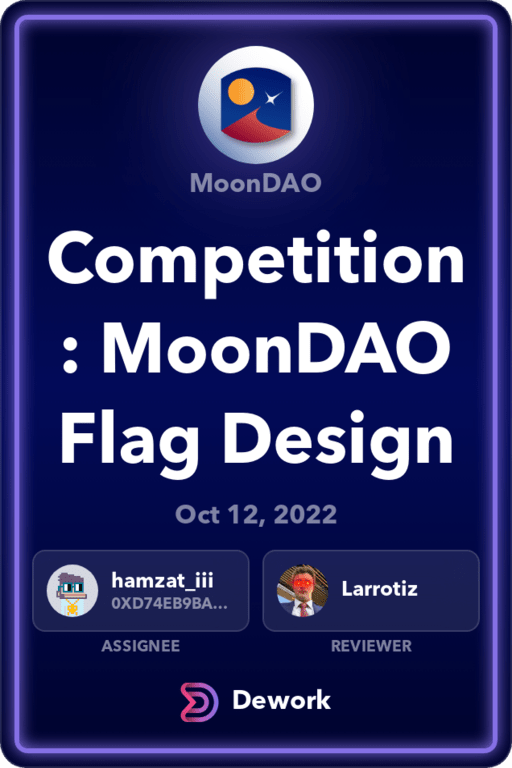 MoonDAO
Competition
: MoonDAO
Flag Design
Oct 12, 2022
hamzat_iii
0XD74EB9BA...
Larrotiz
ASSIGNEE
REVIEWER
Dework